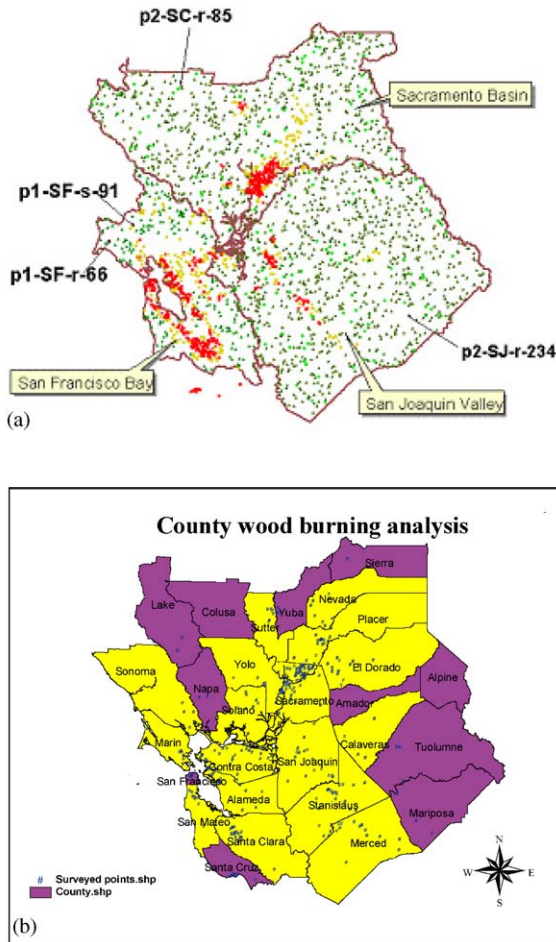 p2-SC-r-85
Sacramento Basin
p1-SF-s-91
p1-SF-r-66
p2-SJ-r-234
San Francisco Bay
San Joaquin Valley
(a)
County wood burning analysis
Sierra
Lake
Colusa
Yuba
Nevada
Placer
Sutter
Sonoma
Yolo
El Dorado
Alpine
Napa
Solano
Sacramento
Amador
Marin
Calaveras
Tuolumne
Contra Costa
San Joaquin
San Francisco
Alameda
Stanislaus
Mariposa
San Mateo
Santa Clara
Merced
Santa Cruz
N
W E
S
Surveyed points.shp
County.shp
(b)